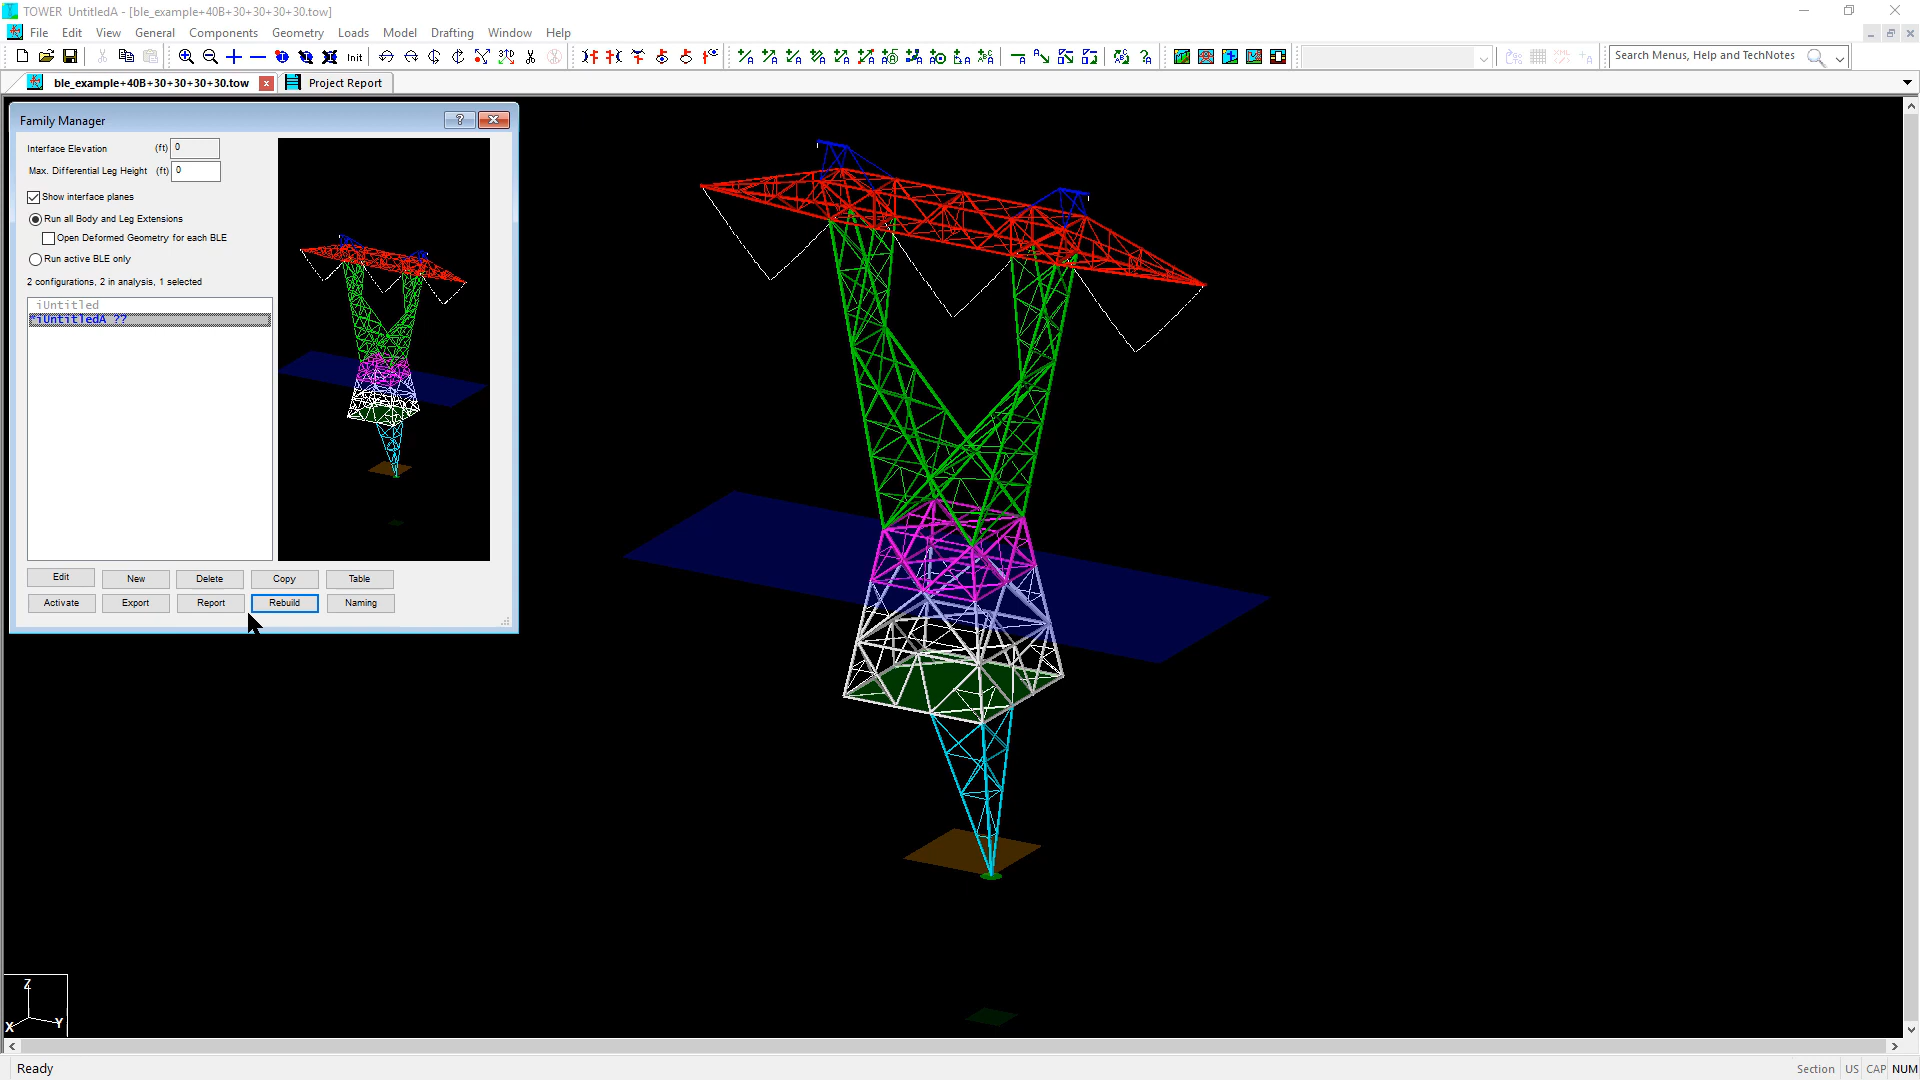 TOWER UntitledA - [ble_example+40B+30+30+30+30.tow]
File Edit View General Components Geometry Loads Model Drafting Window Help
Init
Search Menus, Help and TechNotes
ble_example+40B+30+30+30+30.tow x Project Report
Family Manager
Interface Elevation (ft) 0
Max. Differential Leg Height (ft) 0
Show interface planes
Run all Body and Leg Extensions
Open Deformed Geometry for each BLE
Run active BLE only
2 configurations, 2 in analysis, 1 selected
iUntitled
*iUntitledA ??
Edit New Delete Copy Table
Activate Export Report Rebuild Naming
Z
X Y
Ready
Section US CAP NUM